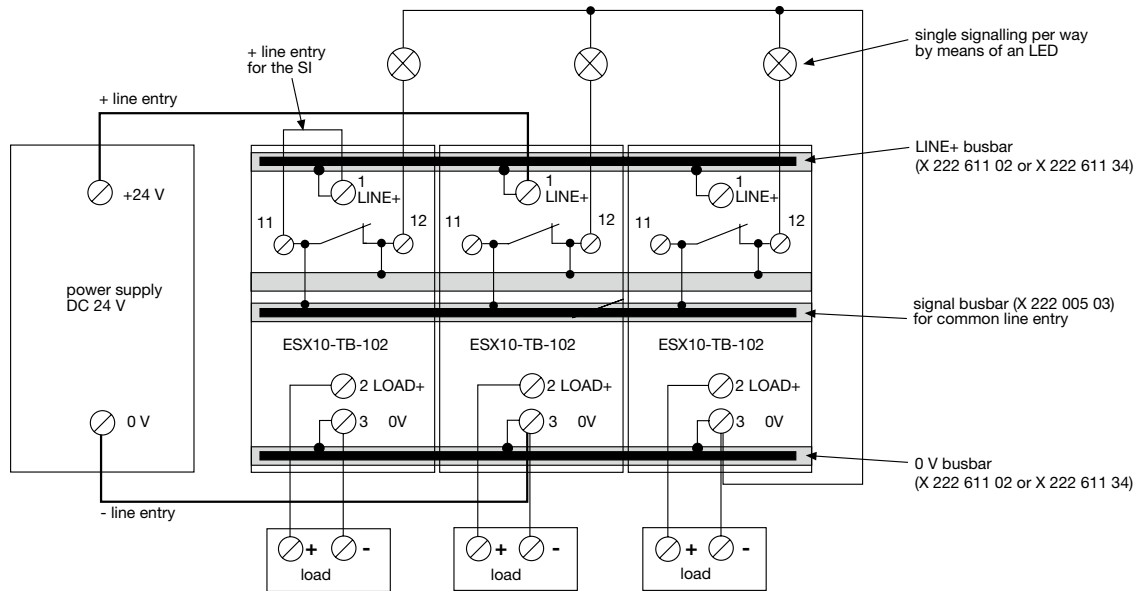 single signalling per way
by means of an LED
+ line entry
for the SI
+ line entry
LINE+ busbar
(X 222 611 02 or X 222 611 34)
+24 V
1
LINE+
1
LINE+
1
LINE+
11
12
11
12
11
12
power supply
DC 24 V
signal busbar (X 222 005 03)
for common line entry
ESX10-TB-102
ESX10-TB-102
ESX10-TB-102
2 LOAD+
2 LOAD+
2 LOAD+
0 V
3 0V
3 0V
3 0V
0 V busbar
(X 222 611 02 or X 222 611 34)
- line entry
+ -
+ -
+ -
load
load
load